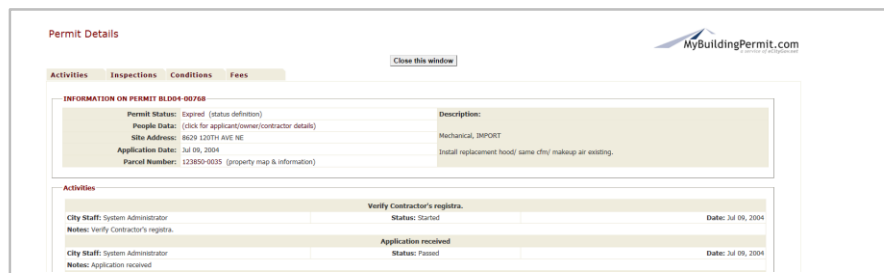 Permit Details
MyBuildingPermit.com
Close this window
Activities Inspections Conditions Fees
INFORMATION ON PERMIT BLD04-00768
Permit Status: Expired (status definition)
People Data: (click for applicant/owner/contractor details)
Site Address: 8629 120TH AVE NE
Application Date: Jul 09, 2004
Parcel Number: 123850-0035 (property map & information)
Description:
Mechanical, IMPORT
Install replacement hood/ same cfm/ makeup air existing.
Activities
Verify Contractor's registra.
City Staff: System Administrator Status: Started Date: Jul 09, 2004
Notes: Verify Contractor's registra.
Application received
City Staff: System Administrator Status: Passed Date: Jul 09, 2004
Notes: Application received